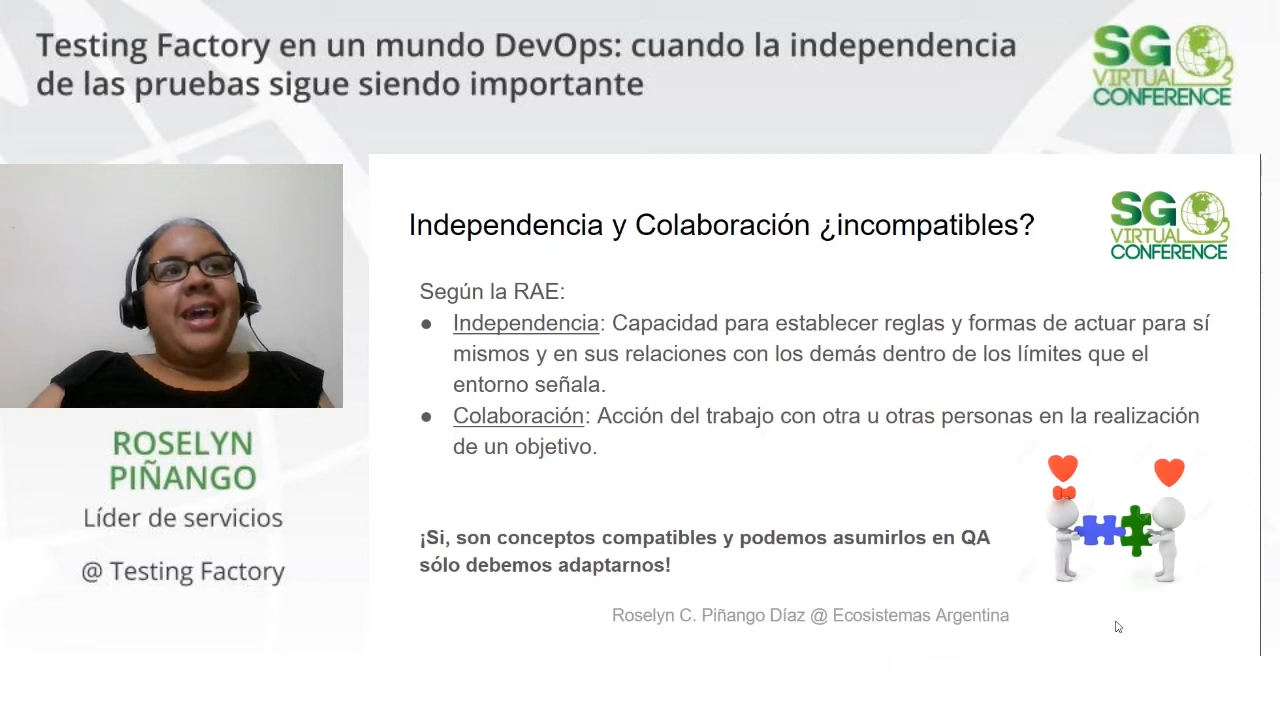 Testing Factory en un mundo DevOps: cuando la independencia
de las pruebas sigue siendo importante
SG
VIRTUAL
CONFERENCE
Independencia y Colaboración ¿incompatibles?
SG
VIRTUAL
CONFERENCE
Según la RAE:
● Independencia: Capacidad para establecer reglas y formas de actuar para sí
mismos y en sus relaciones con los demás dentro de los límites que el
entorno señala.
● Colaboración: Acción del trabajo con otra u otras personas en la realización
de un objetivo.
¡Si, son conceptos compatibles y podemos asumirlos en QA
sólo debemos adaptarnos!
Roselyn C. Piñango Díaz @ Ecosistemas Argentina
ROSELYN
PIÑANGO
Líder de servicios
@ Testing Factory